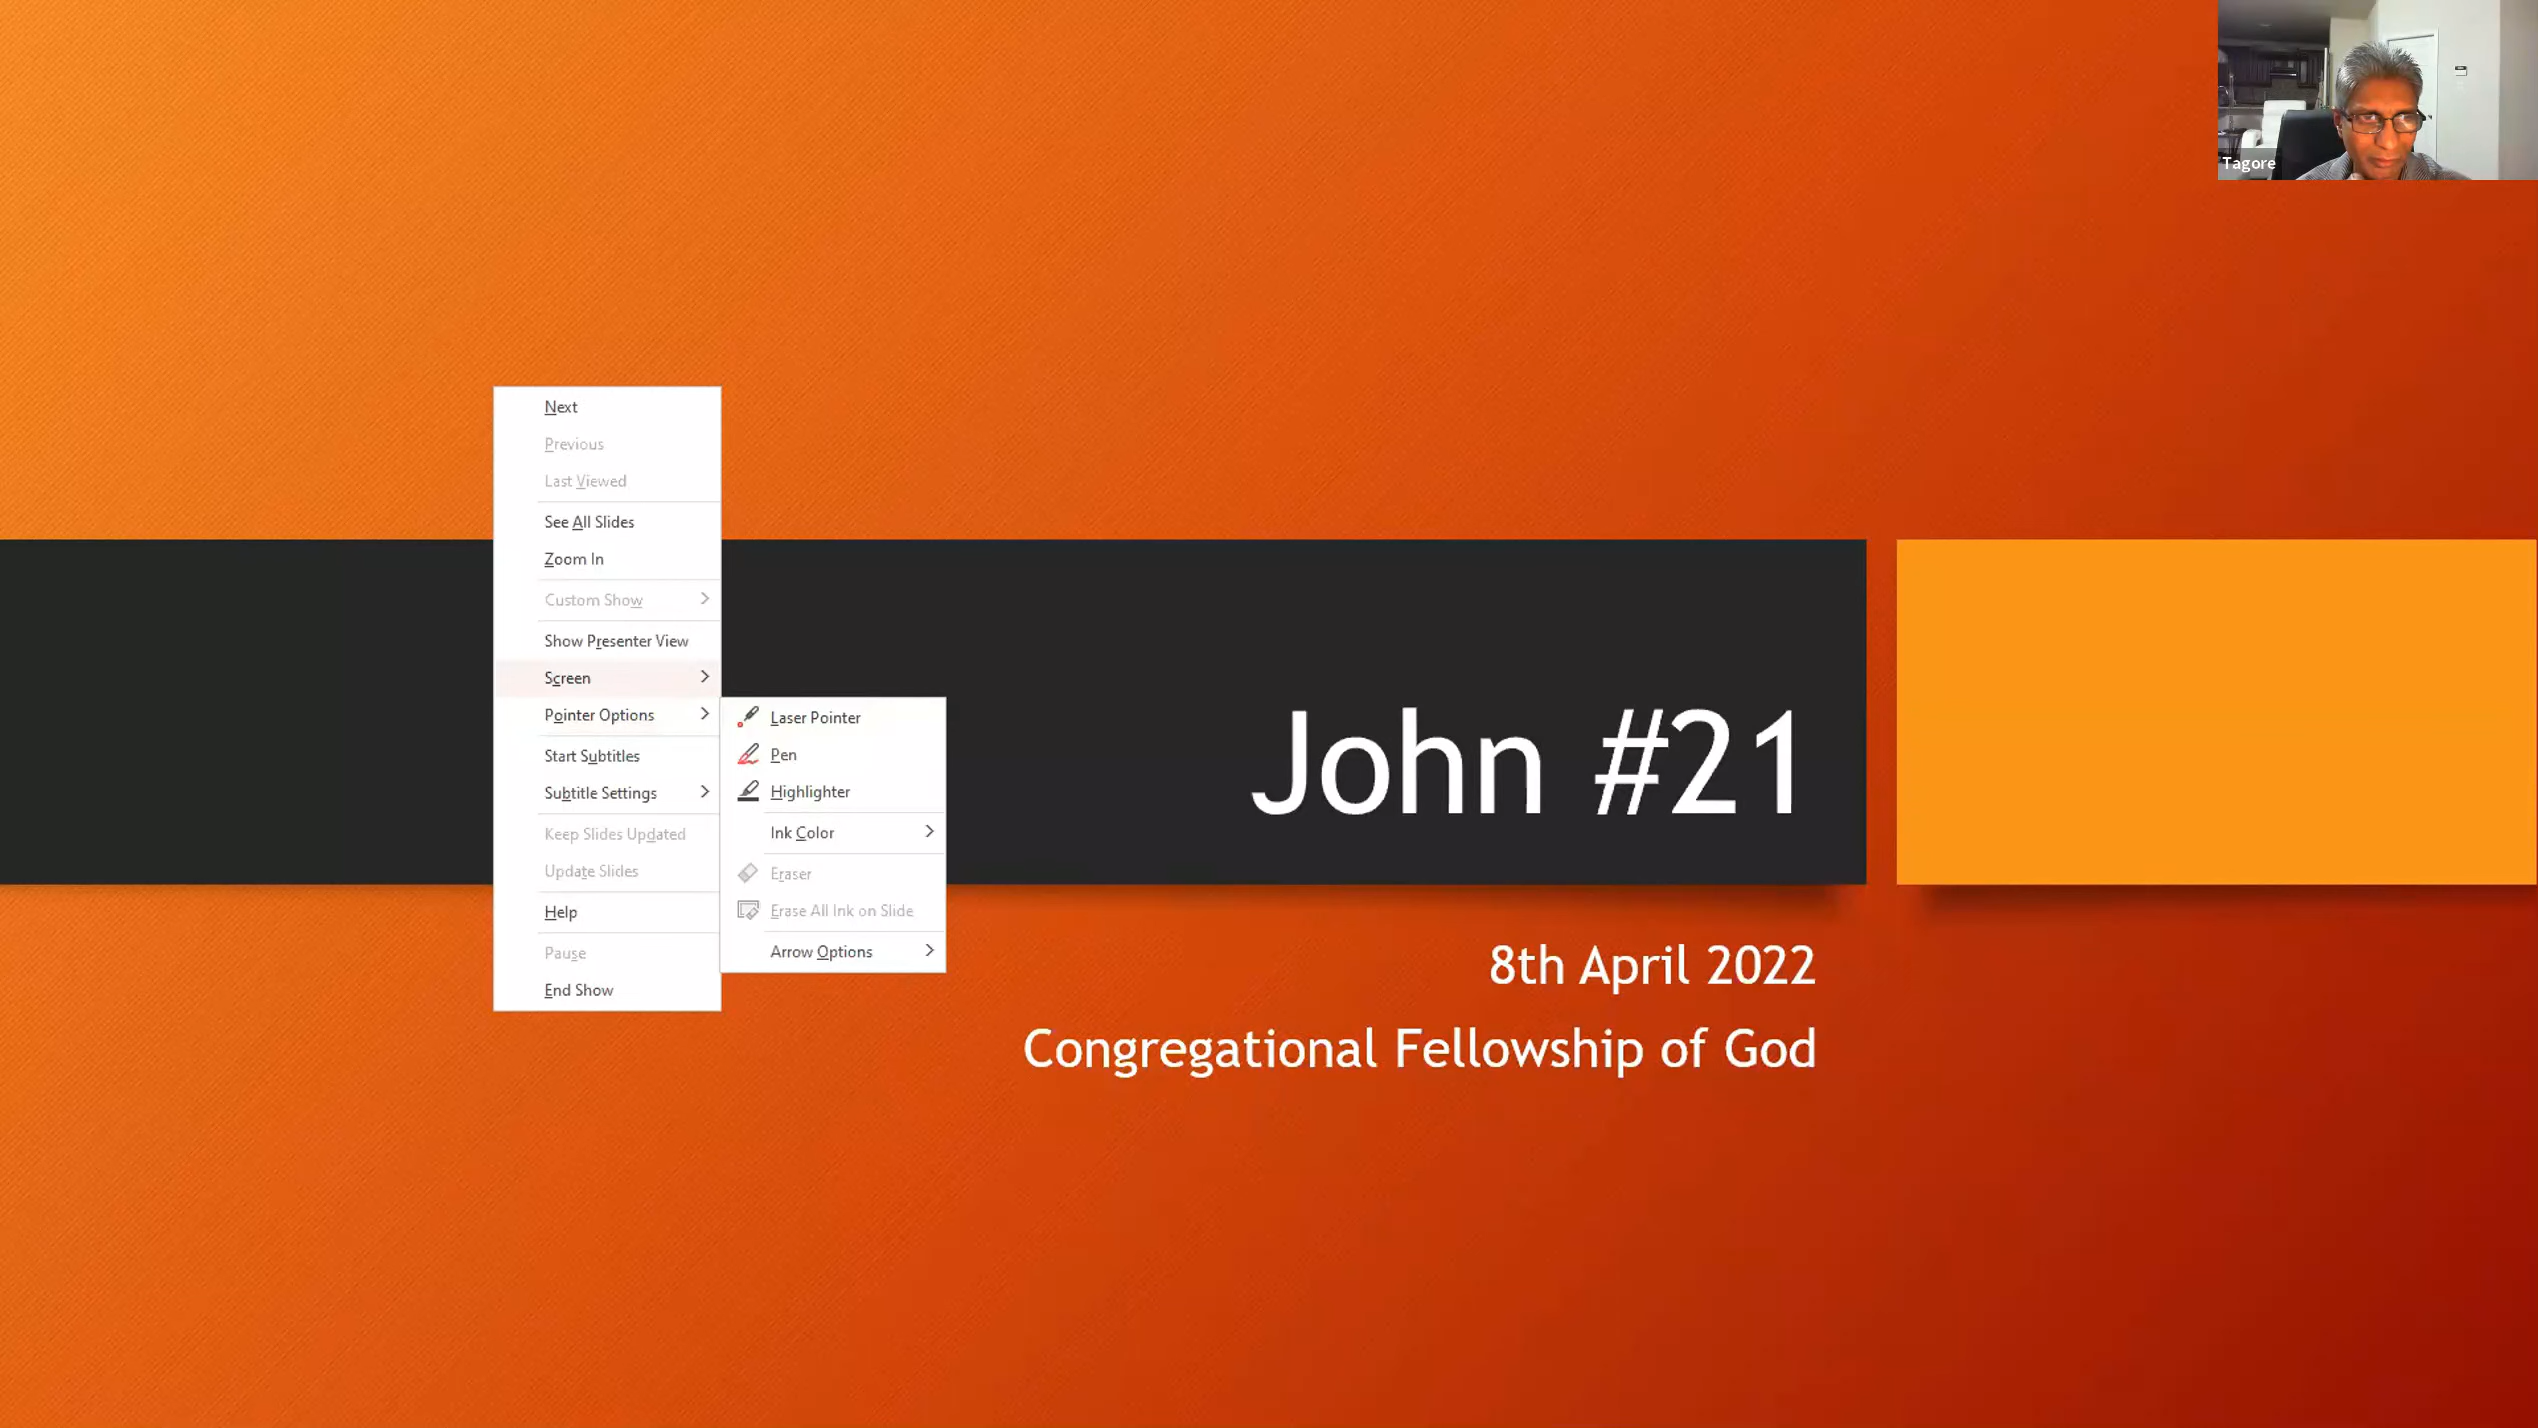 Tagore
Next
Previous
Last Viewed
See All Slides
Zoom In
Custom Show
Show Presenter View
Screen
Pointer Options
Start Subtitles
Subtitle Settings
Keep Slides Updated
Update Slides
Help
Pause
End Show
Laser Pointer
Pen
Highlighter
Ink Color
Eraser
Erase All Ink on Slide
Arrow Options
John #21
8th April 2022
Congregational Fellowship of God